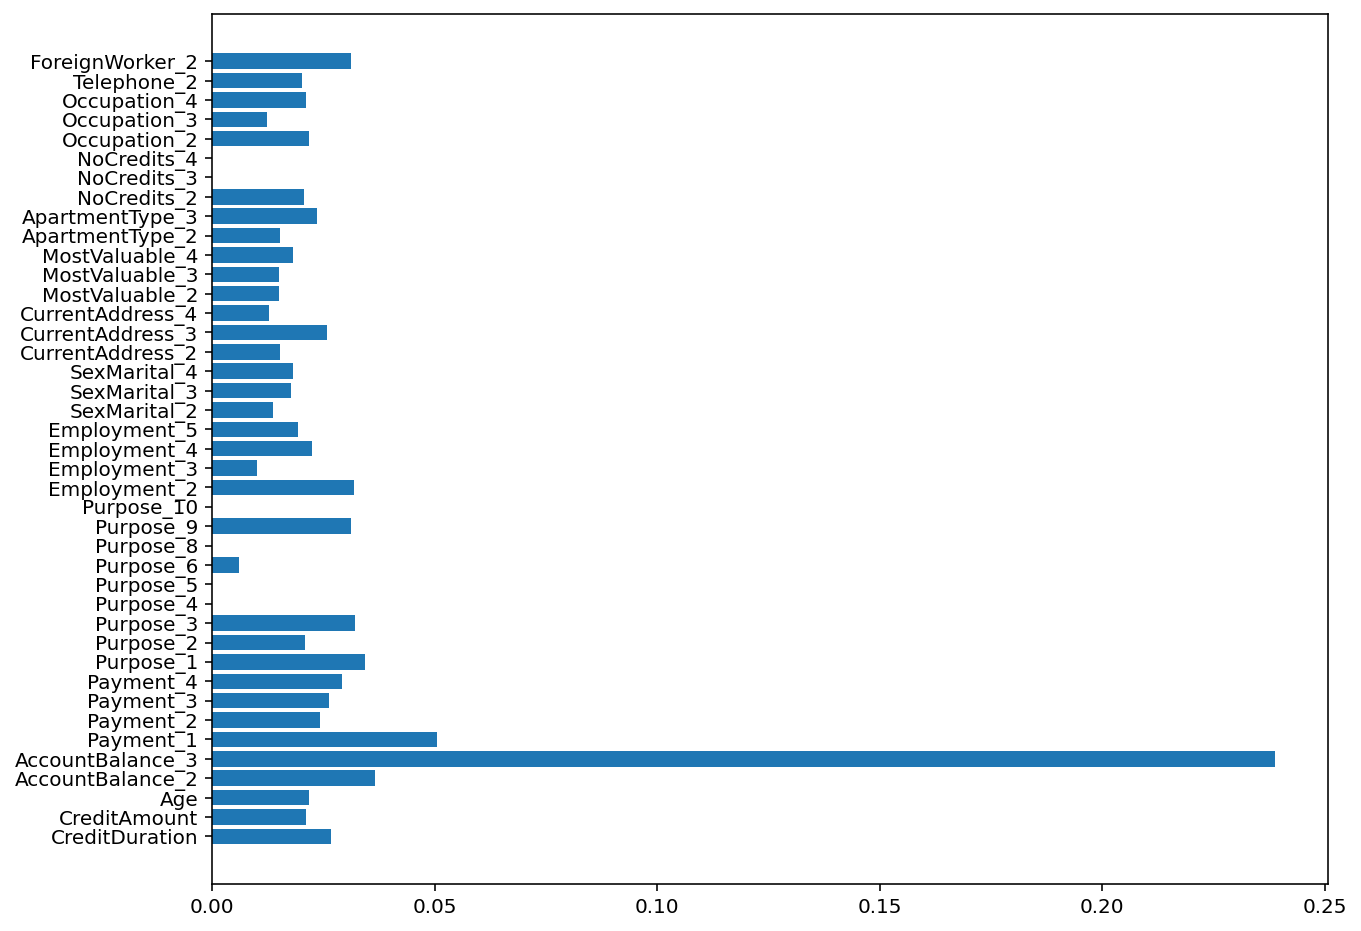 ForeignWorker_2
Telephone_2
Occupation_4
Occupation_3
Occupation_2
NoCredits_4
NoCredits_3
NoCredits_2
ApartmentType_3
ApartmentType_2
MostValuable_4
MostValuable_3
MostValuable_2
CurrentAddress_4
CurrentAddress_3
CurrentAddress_2
SexMarital_4
SexMarital_3
SexMarital_2
Employment_5
Employment_4
Employment_3
Employment_2
Purpose_10
Purpose_9
Purpose_8
Purpose_6
Purpose_5
Purpose_4
Purpose_3
Purpose_2
Purpose_1
Payment_4
Payment_3
Payment_2
Payment_1
AccountBalance_3
AccountBalance_2
Age
CreditAmount
CreditDuration
0.00 0.05 0.10 0.15 0.20 0.25